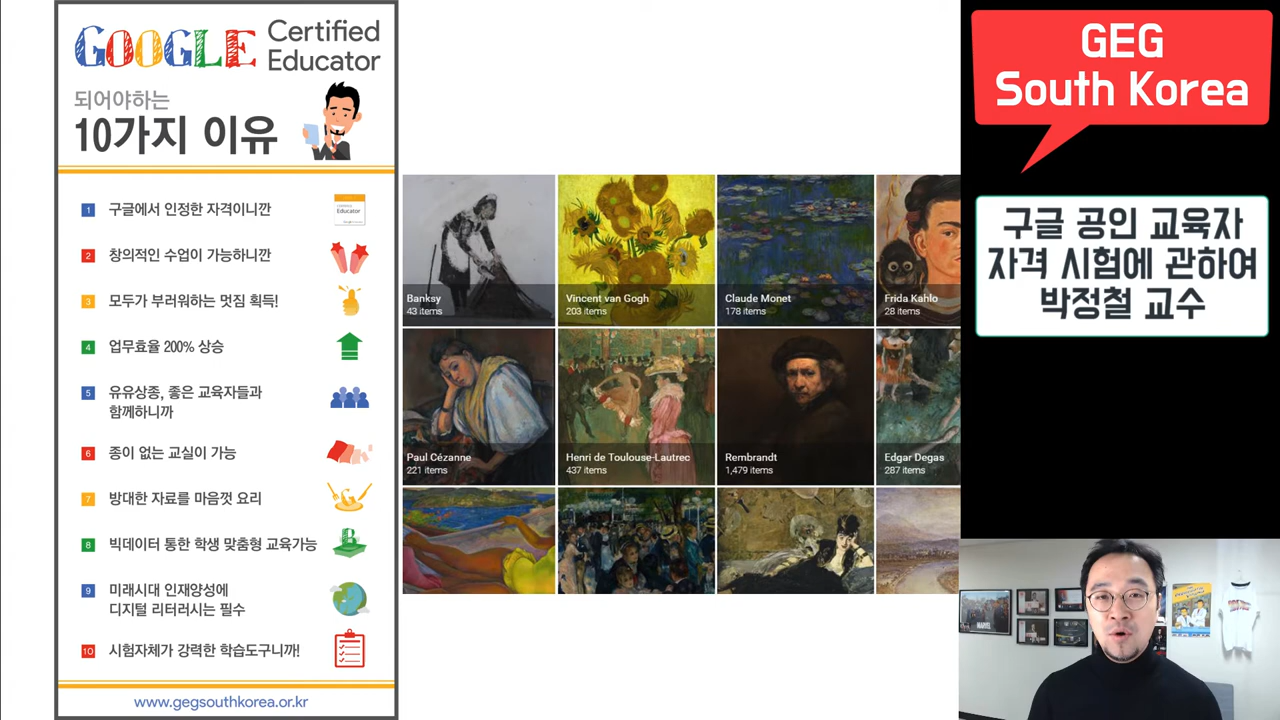 GOOGLE Certified Educator
되어야하는
10가지 이유
1 구글에서 인정한 자격이니깐
Educator
2 창의적인 수업이 가능하니깐
3 모두가 부러워하는 멋짐 획득!
4 업무효율 200% 상승
5 유유상종, 좋은 교육자들과
함께하니까
6 종이 없는 교실이 가능
7 방대한 자료를 마음껏 요리
8 빅데이터 통한 학생 맞춤형 교육가능
9 미래시대 인재양성에
디지털 리터러시는 필수
10 시험자체가 강력한 학습도구니까!
www.gegsouthkorea.or.kr
Banksy
43 items
Vincent van Gogh
203 items
Claude Monet
178 items
Frida Kahlo
28 items
Paul Cézanne
221 items
Henri de Toulouse-Lautrec
437 items
Rembrandt
1,479 items
Edgar Degas
287 items
GEG
South Korea
구글 공인 교육자
자격 시험에 관하여
박정철 교수
MARVEL